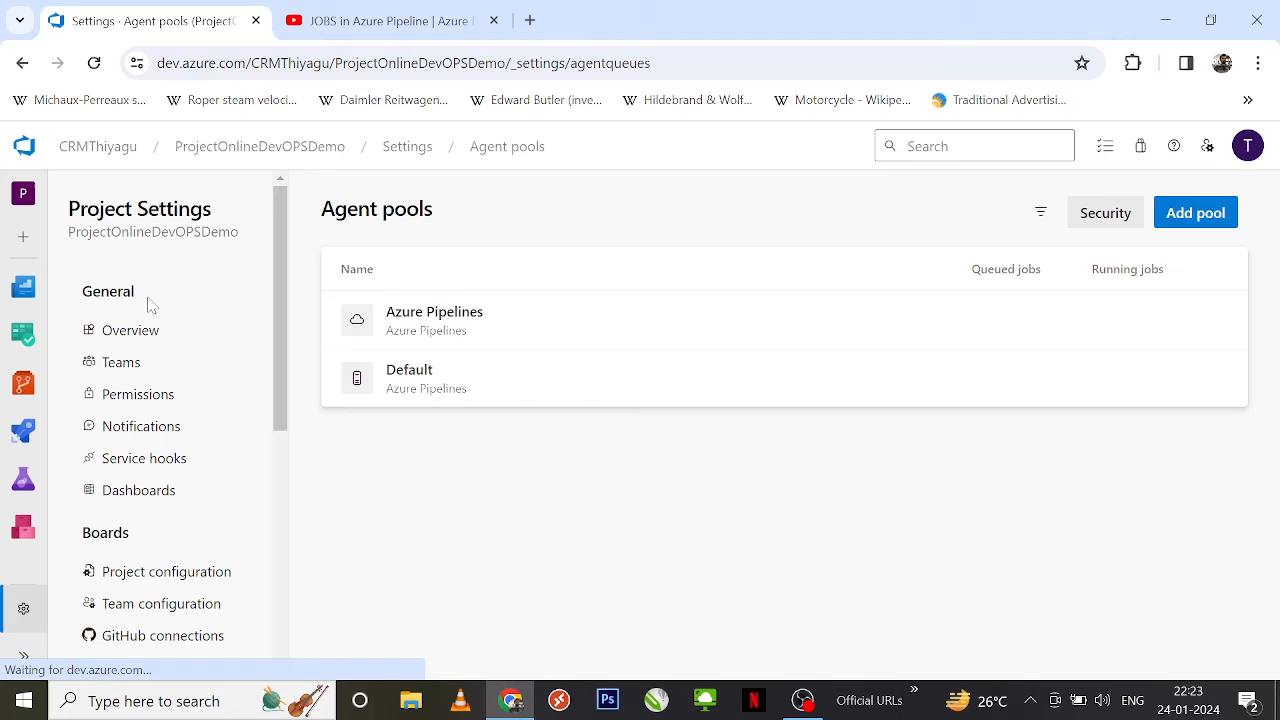 Settings · Agent pools (Project
JOBS in Azure Pipeline | Azure
dev.azure.com/CRMThiyagu/ProjectOnlineDevOPSDemo/_settings/agentqueues
Michaux-Perreaux s...
Roper steam veloci...
Daimler Reitwagen...
Edward Butler (inve...
Hildebrand & Wolf...
Motorcycle - Wikipe...
Traditional Advertisi...
CRMThiyagu / ProjectOnlineDevOPSDemo / Settings / Agent pools
Search
T
P
Project Settings
ProjectOnlineDevOPSDemo
General
Overview
Teams
Permissions
Notifications
Service hooks
Dashboards
Boards
Project configuration
Team configuration
GitHub connections
Agent pools
Security
Add pool
Name
Queued jobs
Running jobs
Azure Pipelines
Azure Pipelines
Default
Azure Pipelines
Waiting for dev.azure.com...
Type here to search
Ps
N
Official URLs
26°C
ENG
22:23
24-01-2024
2